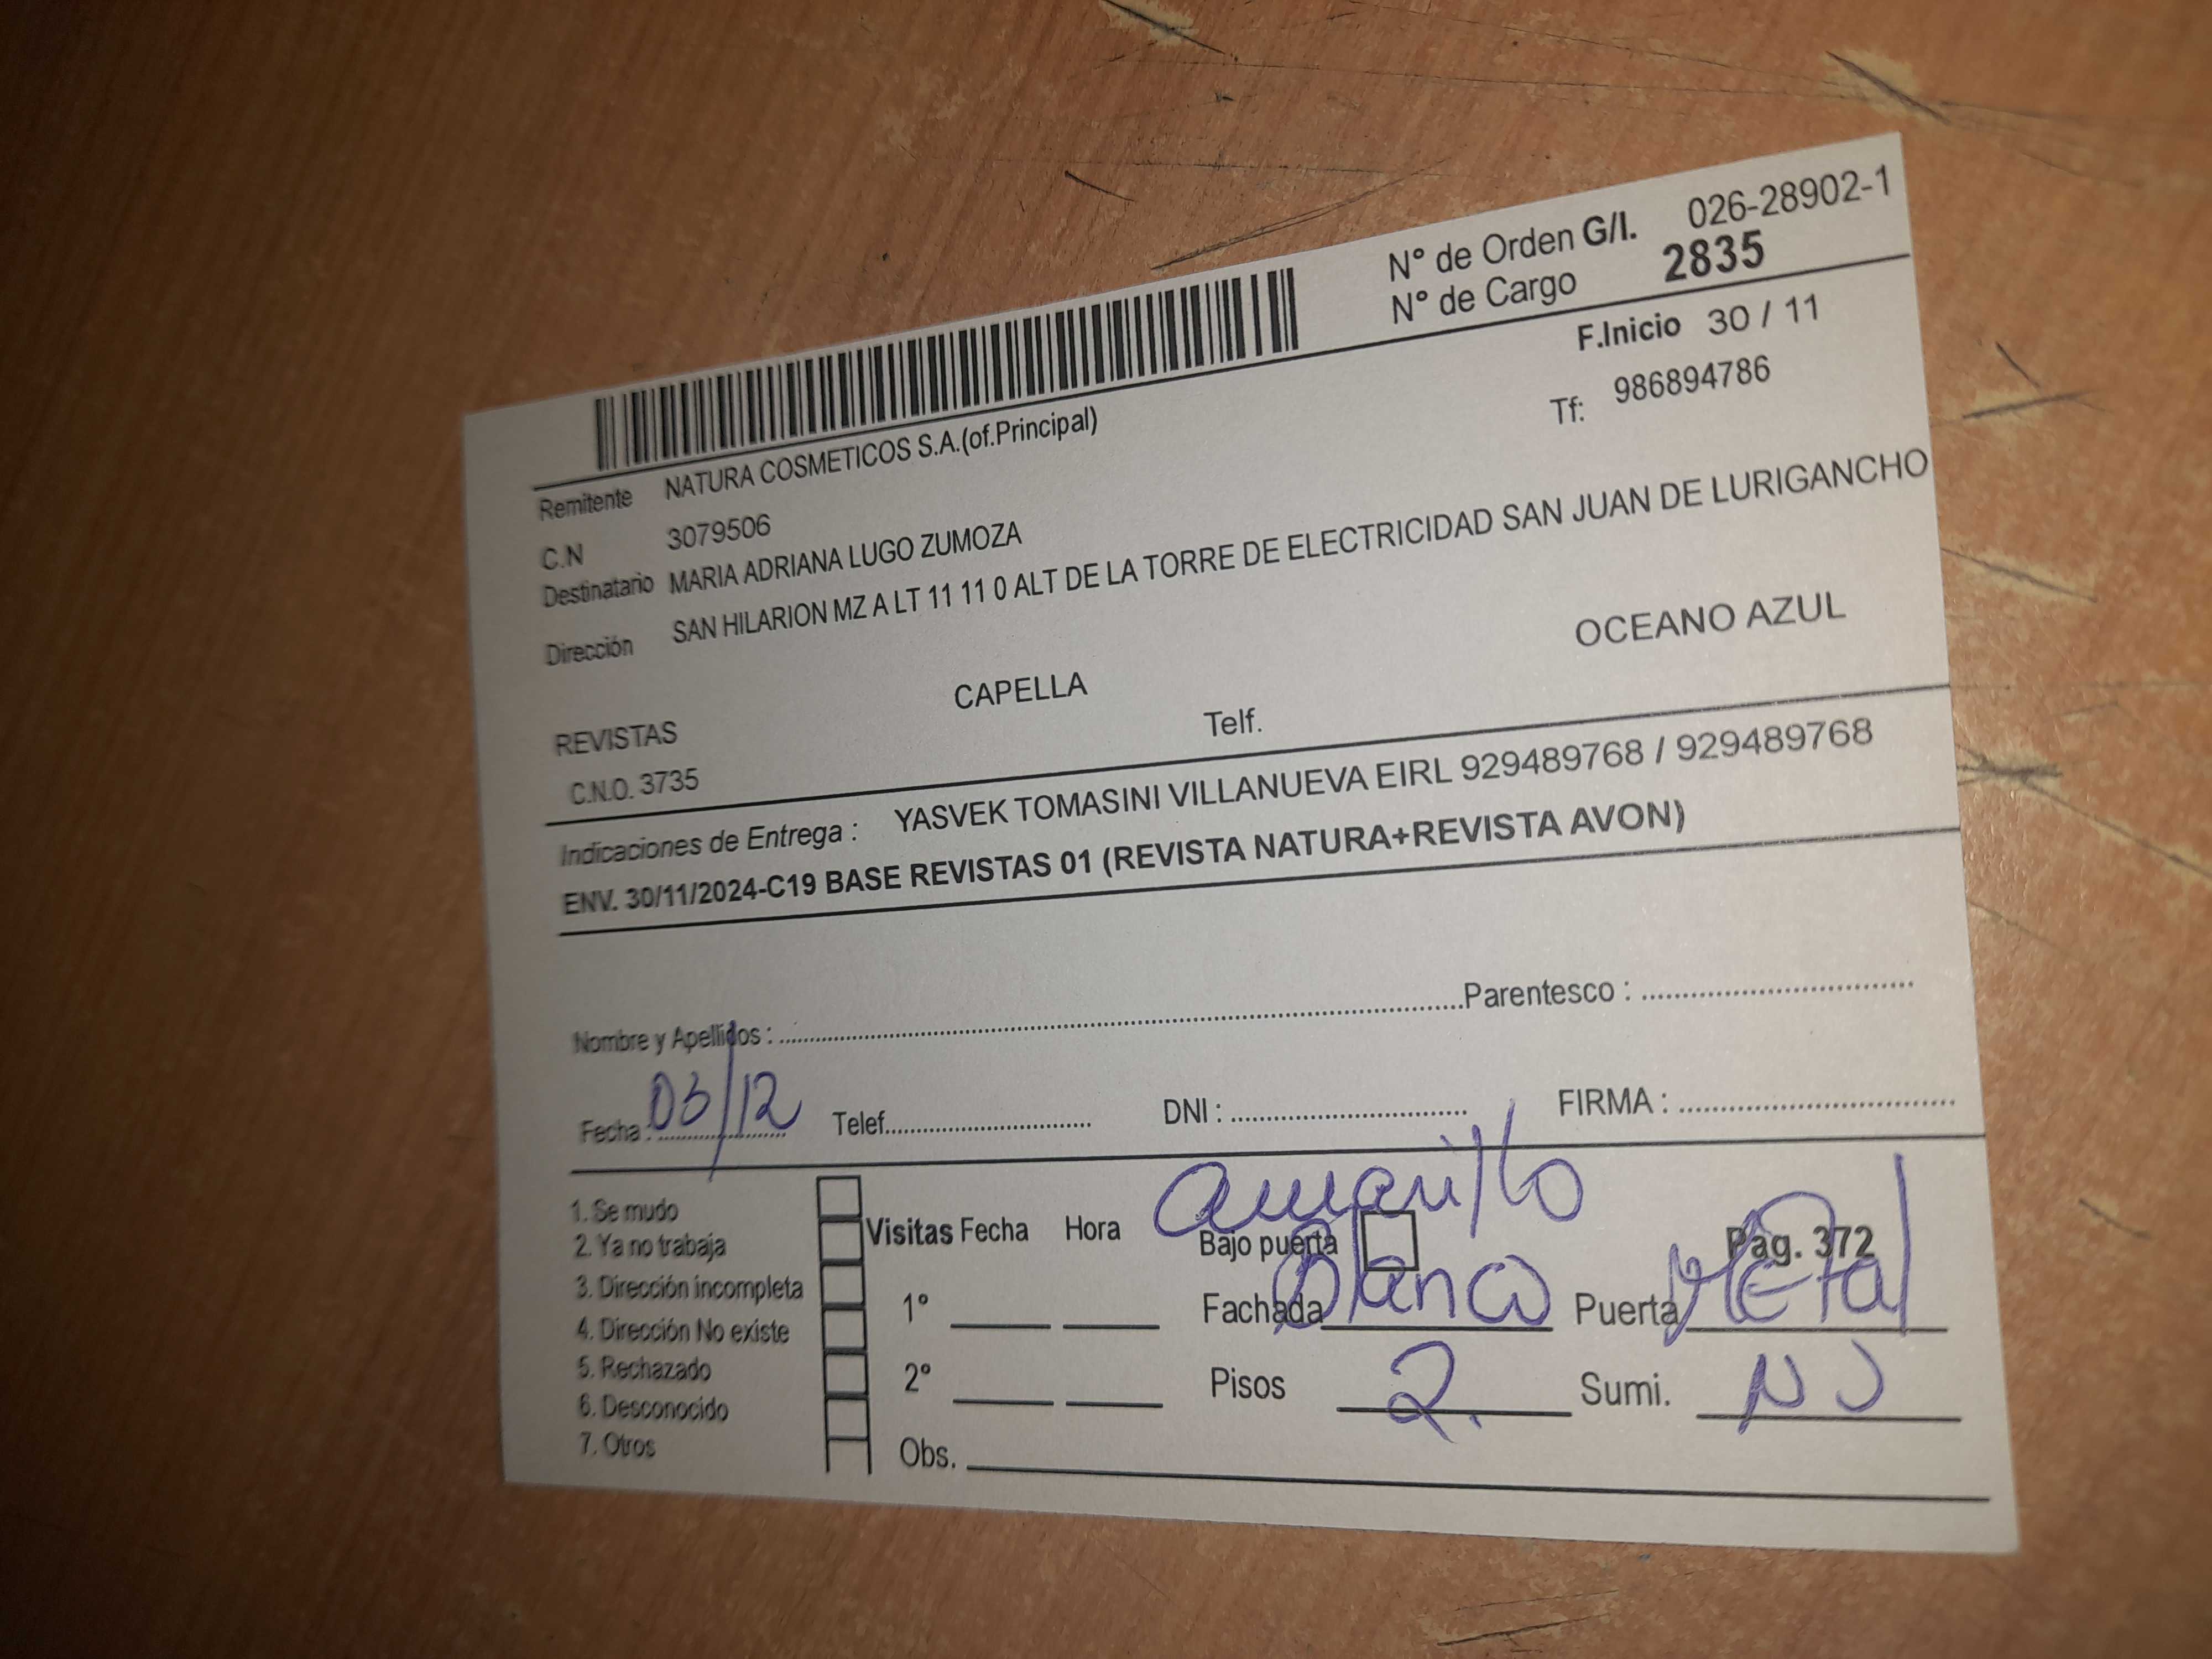 N° de Orden G/I. 026-28902-1
N° de Cargo 2835
F.Inicio 30 / 11
Remitente NATURA COSMETICOS S.A.(of.Principal)
Tf: 986894786
C.N 3079506
Destinatario MARIA ADRIANA LUGO ZUMOZA
Dirección SAN HILARION MZ A LT 11 11 0 ALT DE LA TORRE DE ELECTRICIDAD SAN JUAN DE LURIGANCHO
OCEANO AZUL
REVISTAS CAPELLA
C.N.O. 3735 Telf.
Indicaciones de Entrega : YASVEK TOMASINI VILLANUEVA EIRL 929489768 / 929489768
ENV. 30/11/2024-C19 BASE REVISTAS 01 (REVISTA NATURA+REVISTA AVON)
Nombre y Apellidos : Parentesco :
Fecha : 03/12 Telef. DNI : FIRMA :
amarillo
1. Se mudo
2. Ya no trabaja
3. Dirección incompleta
4. Dirección No existe
5. Rechazado
6. Desconocido
7. Otros
Visitas Fecha Hora Bajo puerta Pag. 372
1° Fachada Blanco Puerta Metal
2° Pisos 2. Sumi. NO
Obs.